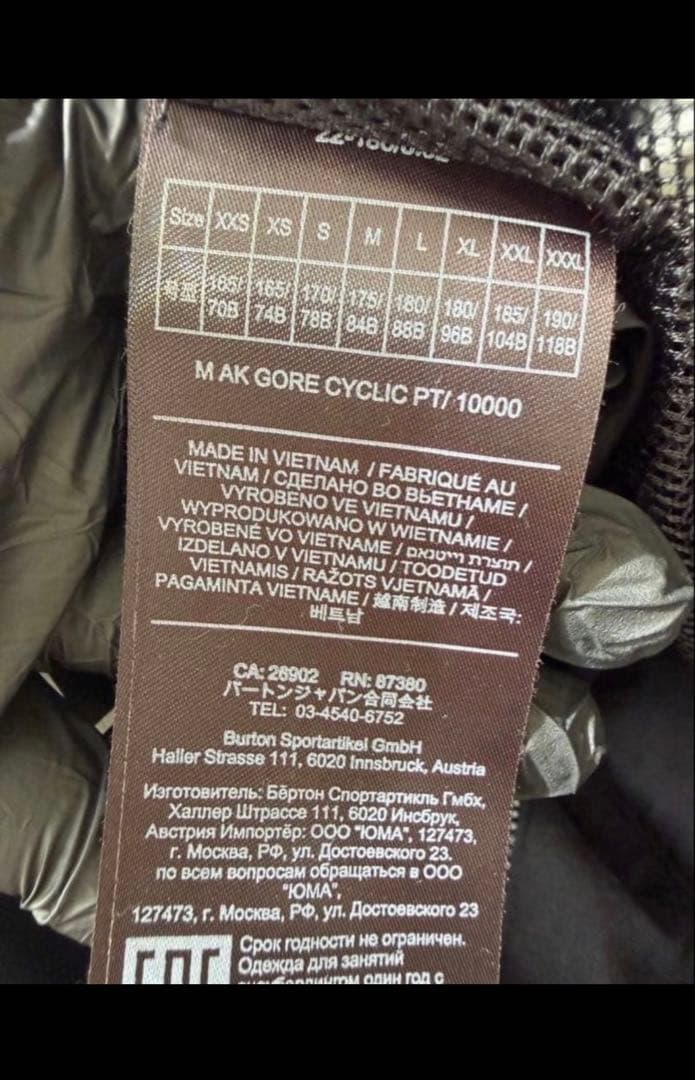 Size XXS XS S M L XL XXL XXXL
号型 165/70B 165/74B 170/78B 175/84B 180/88B 180/96B 185/104B 190/118B
M AK GORE CYCLIC PT/ 10000
MADE IN VIETNAM / FABRIQUÉ AU
VIETNAM / СДЕЛАНО ВО ВЬЕТНАМЕ /
VYROBENO VE VIETNAMU /
WYPRODUKOWANO W WIETNAMIE /
VYROBENÉ VO VIETNAME / תוצרת וייטנאם /
IZDELANO V VIETNAMU / TOODETUD
VIETNAMIS / RAŽOTS VJETNAMĀ /
PAGAMINTA VIETNAME / 越南制造 / 제조국:
베트남
CA: 26902 RN: 87380
バートンジャパン合同会社
TEL: 03-4540-6752
Burton Sportartikel GmbH
Haller Strasse 111, 6020 Innsbruck, Austria
Изготовитель: Бёртон Спортартикль Гмбх,
Халлер Штрассе 111, 6020 Инсбрук,
Австрия Импортёр: ООО "ЮМА", 127473,
г. Москва, РФ, ул. Достоевского 23.
по всем вопросам обращаться в ООО
"ЮМА",
127473, г. Москва, РФ, ул. Достоевского 23
Срок годности не ограничен.
Одежда для занятий
сноубордингом один год с